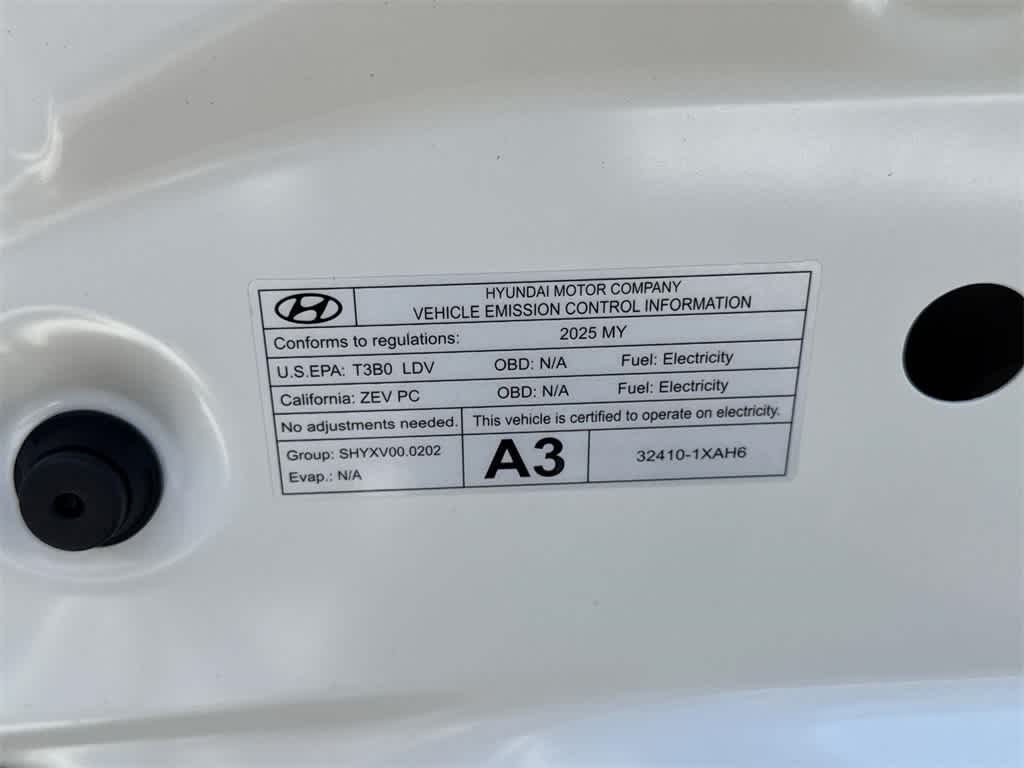 HYUNDAI MOTOR COMPANY
VEHICLE EMISSION CONTROL INFORMATION
Conforms to regulations: 2025 MY
U.S.EPA: T3B0 LDV OBD: N/A Fuel: Electricity
California: ZEV PC OBD: N/A Fuel: Electricity
No adjustments needed. This vehicle is certified to operate on electricity.
Group: SHYXV00.0202
Evap.: N/A
A3
32410-1XAH6